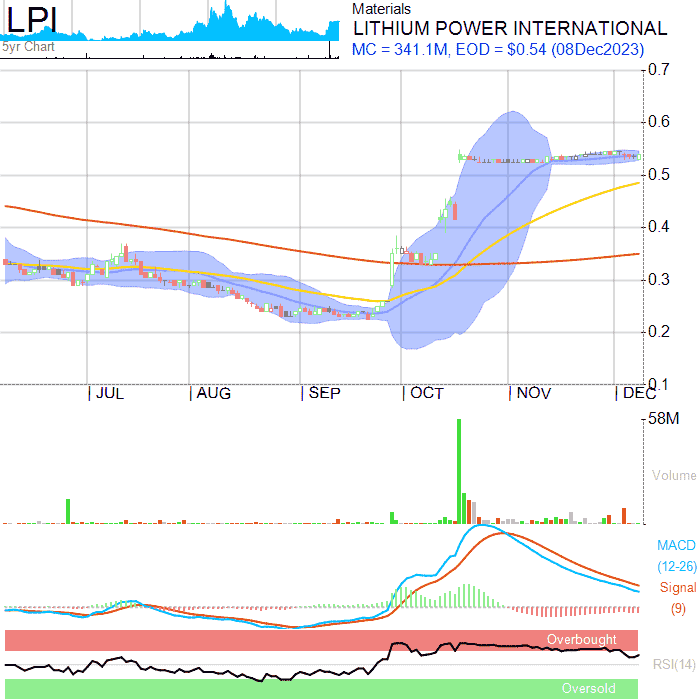 LPI
5yr Chart
Materials
LITHIUM POWER INTERNATIONAL
MC = 341.1M, EOD = $0.54 (08Dec2023)
0.7
0.6
0.5
0.4
0.3
0.2
0.1
JUL AUG SEP OCT NOV DEC
58M
Volume
MACD
(12-26)
Signal
(9)
Overbought
RSI(14)
Oversold